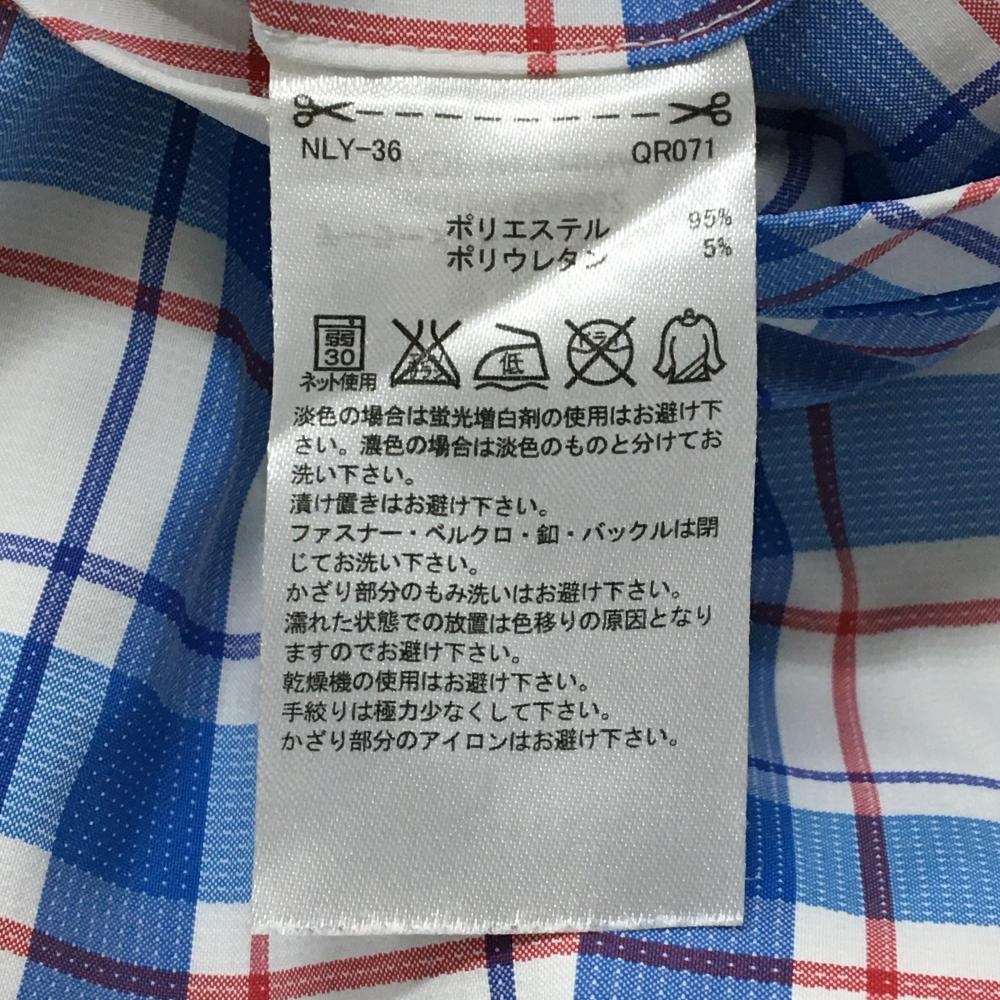 NLY-36 QR071
ポリエステル 95%
ポリウレタン 5%
弱
30
ネット使用
低
ドライ
淡色の場合は蛍光増白剤の使用はお避け下
さい。濃色の場合は淡色のものと分けてお
洗い下さい。
漬け置きはお避け下さい。
ファスナー・ベルクロ・釦・バックルは閉
じてお洗い下さい。
かざり部分のもみ洗いはお避け下さい。
濡れた状態での放置は色移りの原因となり
ますのでお避け下さい。
乾燥機の使用はお避け下さい。
手絞りは極力少なくして下さい。
かざり部分のアイロンはお避け下さい。